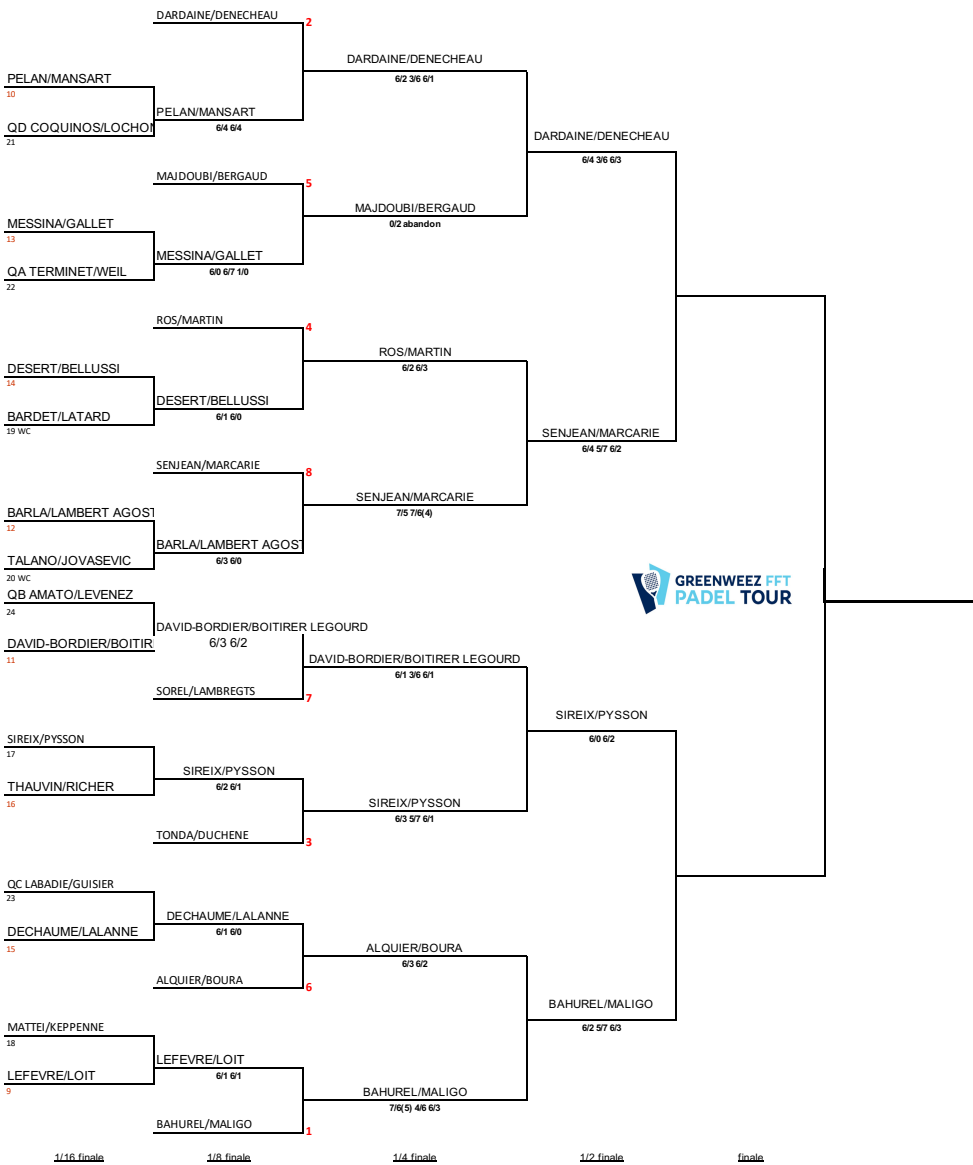 DARDAINE/DENECHEAU
2
DARDAINE/DENECHEAU
6/2 3/6 6/1
PELAN/MANSART
10
PELAN/MANSART
6/4 6/4
QD COQUINOS/LOCHON
21
DARDAINE/DENECHEAU
6/4 3/6 6/3
MAJDOUBI/BERGAUD
5
MAJDOUBI/BERGAUD
0/2 abandon
MESSINA/GALLET
13
MESSINA/GALLET
6/0 6/7 1/0
QA TERMINET/WEIL
22
ROS/MARTIN
4
ROS/MARTIN
6/2 6/3
DESERT/BELLUSSI
14
DESERT/BELLUSSI
6/1 6/0
BARDET/LATARD
19 WC
SENJEAN/MARCARIE
6/4 5/7 6/2
SENJEAN/MARCARIE
8
SENJEAN/MARCARIE
7/5 7/6(4)
BARLA/LAMBERT AGOST
12
BARLA/LAMBERT AGOST
6/3 6/0
TALANO/JOVASEVIC
20 WC
GREENWEEZ FFT
PADEL TOUR
QB AMATO/LEVENEZ
24
DAVID-BORDIER/BOITIRER LEGOURD
6/3 6/2
DAVID-BORDIER/BOITIR
11
DAVID-BORDIER/BOITIRER LEGOURD
6/1 3/6 6/1
SOREL/LAMBREGTS
7
SIREIX/PYSSON
6/0 6/2
SIREIX/PYSSON
17
SIREIX/PYSSON
6/2 6/1
THAUVIN/RICHER
16
SIREIX/PYSSON
6/3 5/7 6/1
TONDA/DUCHENE
3
QC LABADIE/GUISIER
23
DECHAUME/LALANNE
6/1 6/0
DECHAUME/LALANNE
15
ALQUIER/BOURA
6/3 6/2
ALQUIER/BOURA
6
BAHUREL/MALIGO
6/2 5/7 6/3
MATTEI/KEPPENNE
18
LEFEVRE/LOIT
6/1 6/1
LEFEVRE/LOIT
9
BAHUREL/MALIGO
7/6(5) 4/6 6/3
BAHUREL/MALIGO
1
1/16 finale
1/8 finale
1/4 finale
1/2 finale
finale